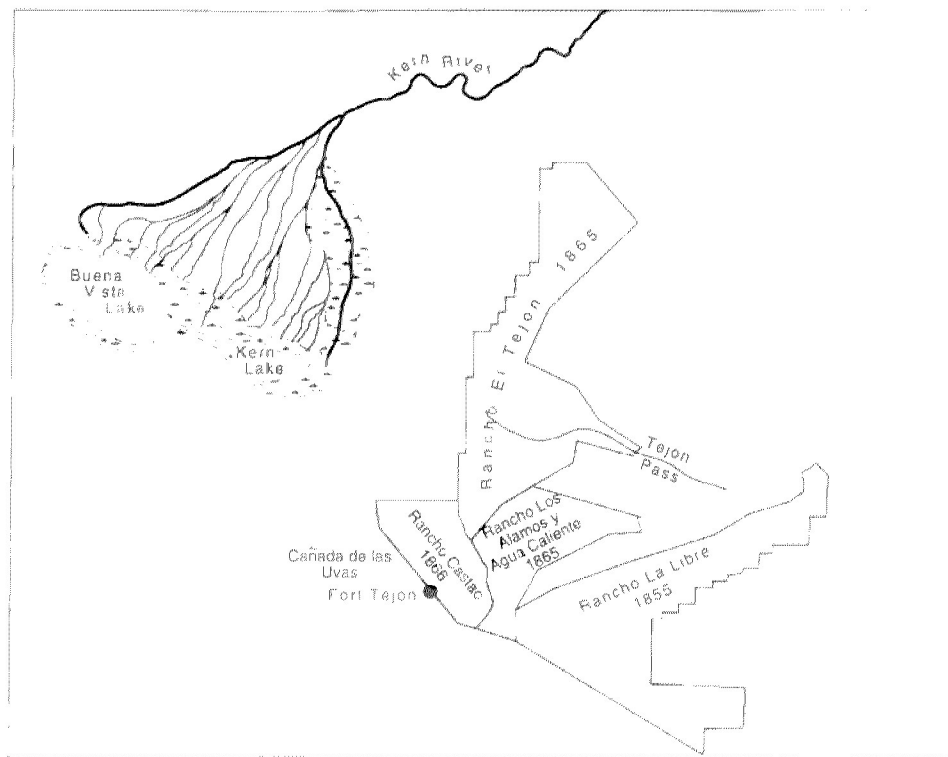 Kern River
Buena
Vista
Lake
Kern
Lake
Rancho El Tejon 1865
Tejon
Pass
Rancho Los
Alamos y
Agua Caliente
1865
Rancho Castac
1866
Cañada de las
Uvas
Fort Tejon
Rancho La Libre
1855